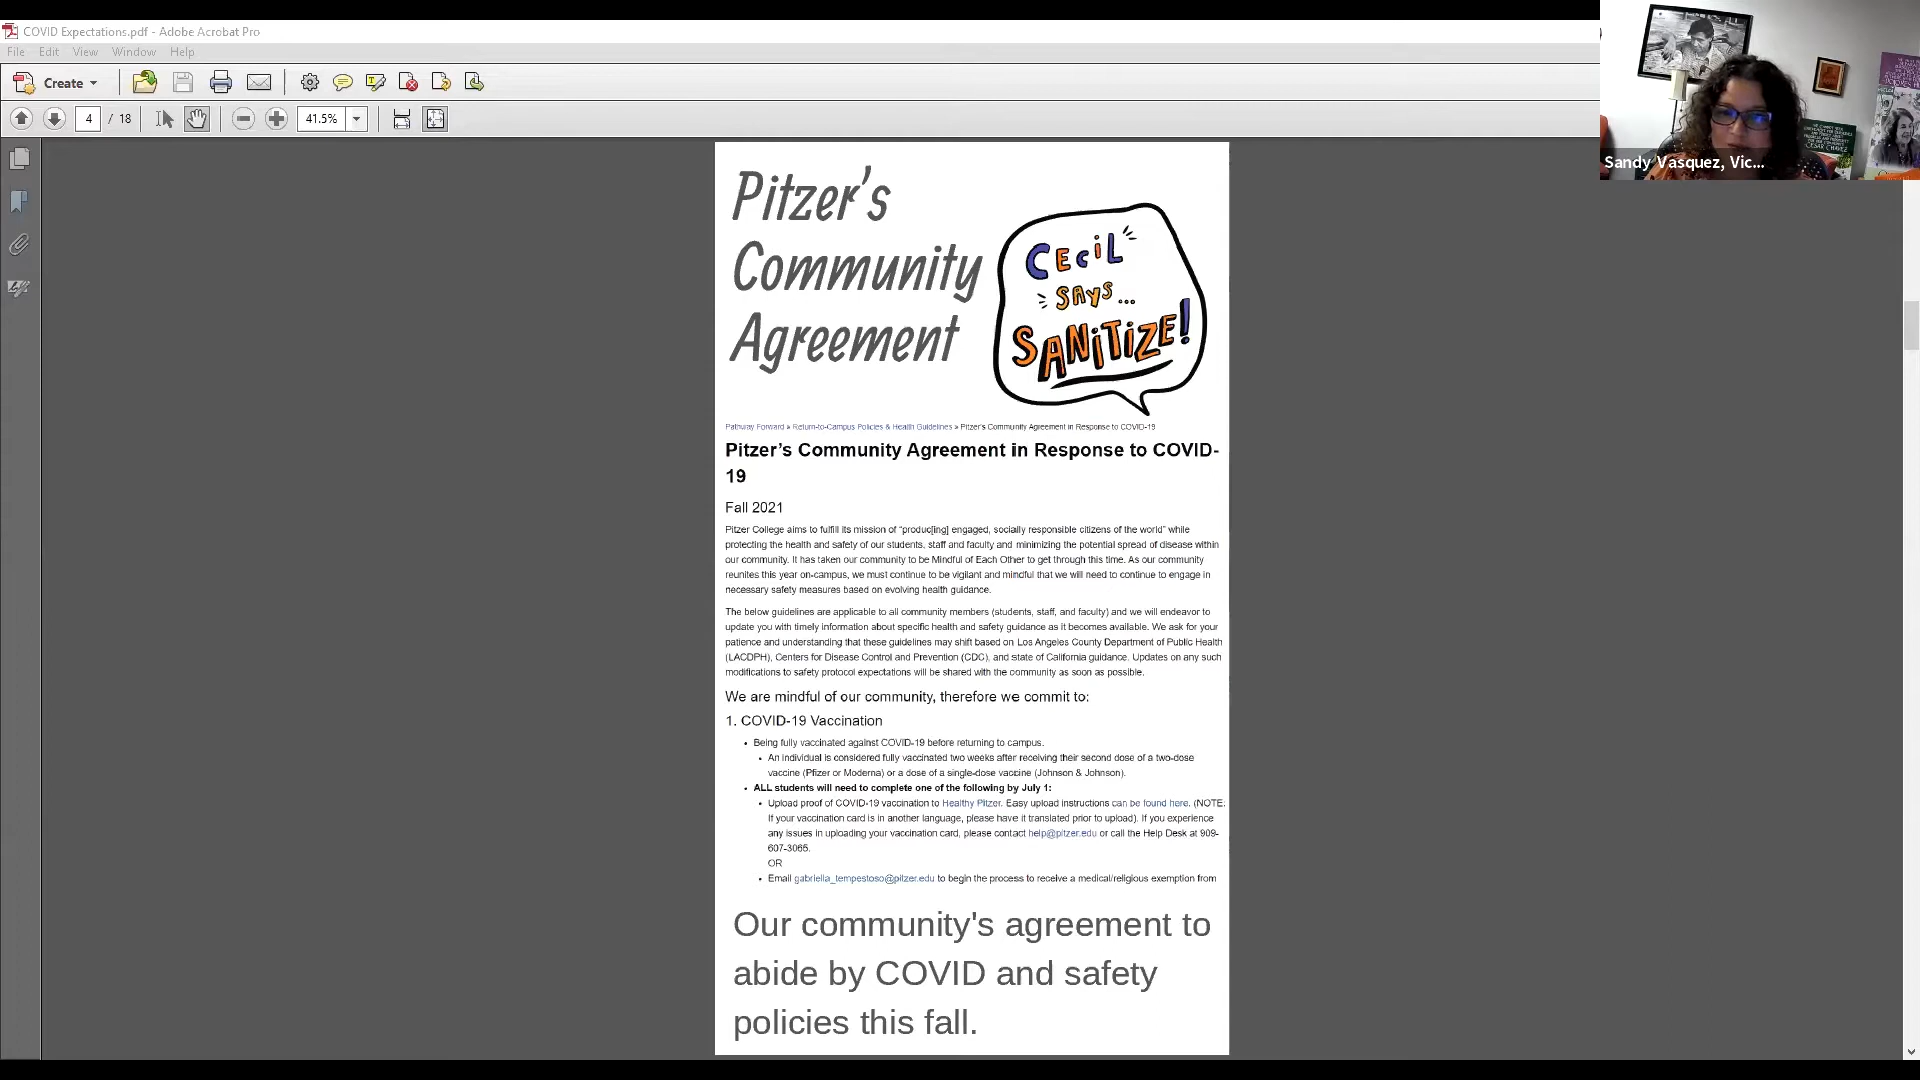 COVID Expectations.pdf - Adobe Acrobat Pro
File Edit View Window Help
Create
4 / 18 41.5%
Sandy Vasquez, Vic...
CESAR CHAVEZ
Pitzer's
Community
Agreement
CECIL
SAYS...
SANITIZE!
Pathway Forward » Return-to-Campus Policies & Health Guidelines » Pitzer's Community Agreement in Response to COVID-19
Pitzer's Community Agreement in Response to COVID-
19
Fall 2021
Pitzer College aims to fulfill its mission of "produc[ing] engaged, socially responsible citizens of the world" while
protecting the health and safety of our students, staff and faculty and minimizing the potential spread of disease within
our community. It has taken our community to be Mindful of Each Other to get through this time. As our community
reunites this year on-campus, we must continue to be vigilant and mindful that we will need to continue to engage in
necessary safety measures based on evolving health guidance.
The below guidelines are applicable to all community members (students, staff, and faculty) and we will endeavor to
update you with timely information about specific health and safety guidance as it becomes available. We ask for your
patience and understanding that these guidelines may shift based on Los Angeles County Department of Public Health
(LACDPH), Centers for Disease Control and Prevention (CDC), and state of California guidance. Updates on any such
modifications to safety protocol expectations will be shared with the community as soon as possible.
We are mindful of our community, therefore we commit to:
1. COVID-19 Vaccination
• Being fully vaccinated against COVID-19 before returning to campus.
• An individual is considered fully vaccinated two weeks after receiving their second dose of a two-dose
vaccine (Pfizer or Moderna) or a dose of a single-dose vaccine (Johnson & Johnson).
• ALL students will need to complete one of the following by July 1:
• Upload proof of COVID-19 vaccination to Healthy Pitzer. Easy upload instructions can be found here. (NOTE:
If your vaccination card is in another language, please have it translated prior to upload). If you experience
any issues in uploading your vaccination card, please contact help@pitzer.edu or call the Help Desk at 909-
607-3065.
OR
• Email gabriella_tempestoso@pitzer.edu to begin the process to receive a medical/religious exemption from
Our community's agreement to
abide by COVID and safety
policies this fall.